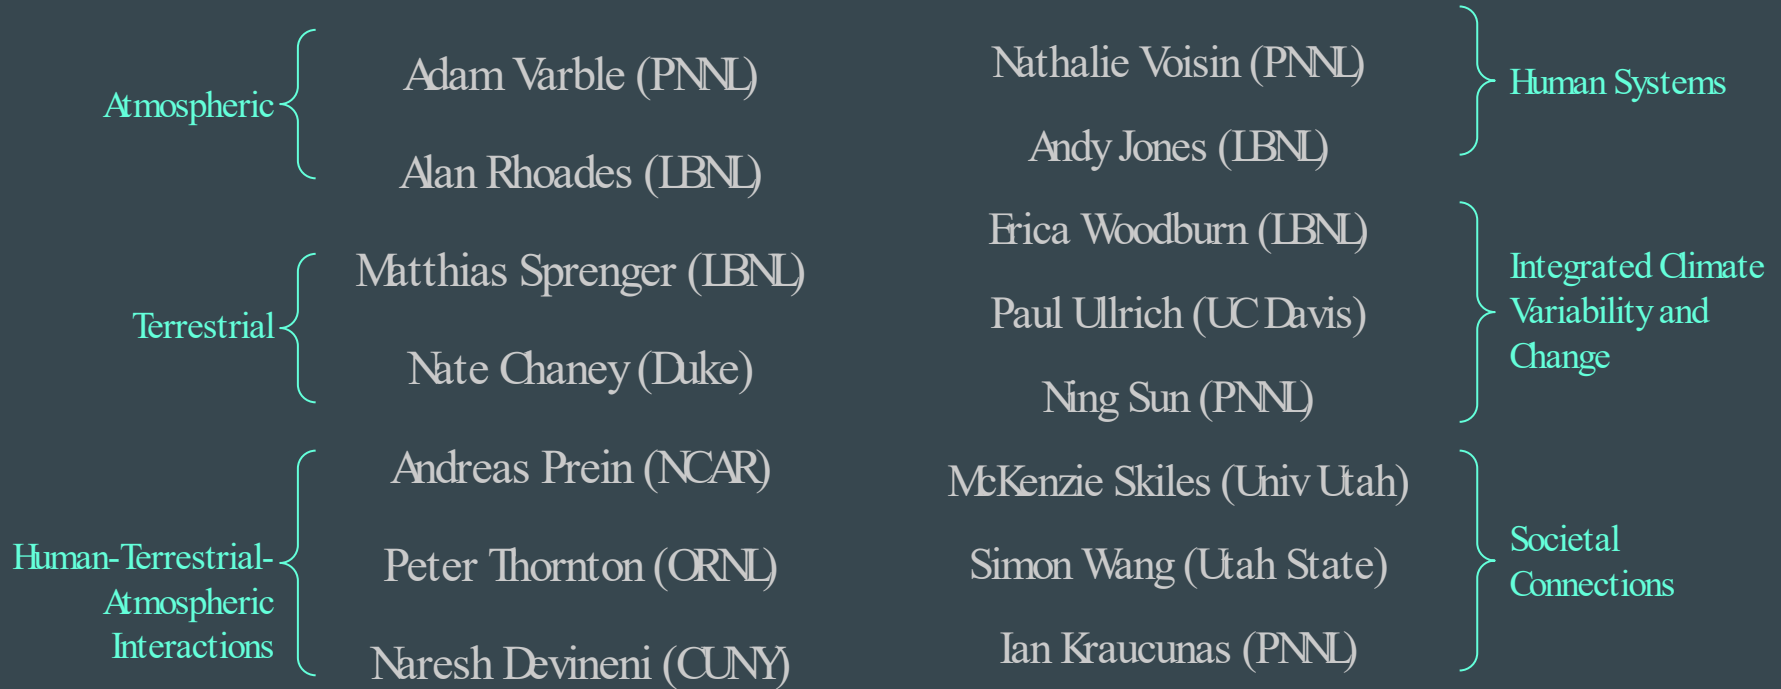 Atmospheric
Adam Varble (PNNL)
Alan Rhoades (LBNL)
Terrestrial
Matthias Sprenger (LBNL)
Nate Chaney (Duke)
Human-Terrestrial-
Atmospheric
Interactions
Andreas Prein (NCAR)
Peter Thornton (ORNL)
Naresh Devineni (CUNY)
Nathalie Voisin (PNNL)
Andy Jones (LBNL)
Human Systems
Erica Woodburn (LBNL)
Paul Ullrich (UC Davis)
Ning Sun (PNNL)
Integrated Climate
Variability and
Change
McKenzie Skiles (Univ Utah)
Simon Wang (Utah State)
Ian Kraucunas (PNNL)
Societal
Connections